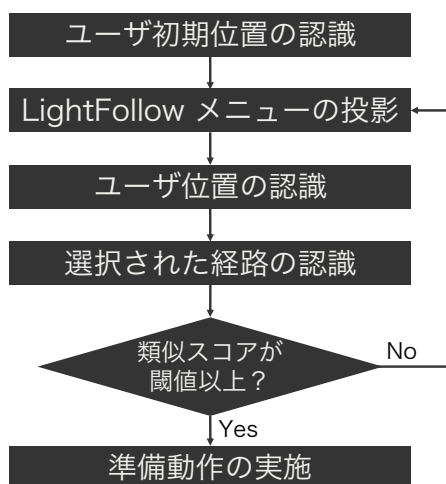 ユーザ初期位置の認識
LightFollow メニューの投影
ユーザ位置の認識
選択された経路の認識
類似スコアが
閾値以上？
No
Yes
準備動作の実施